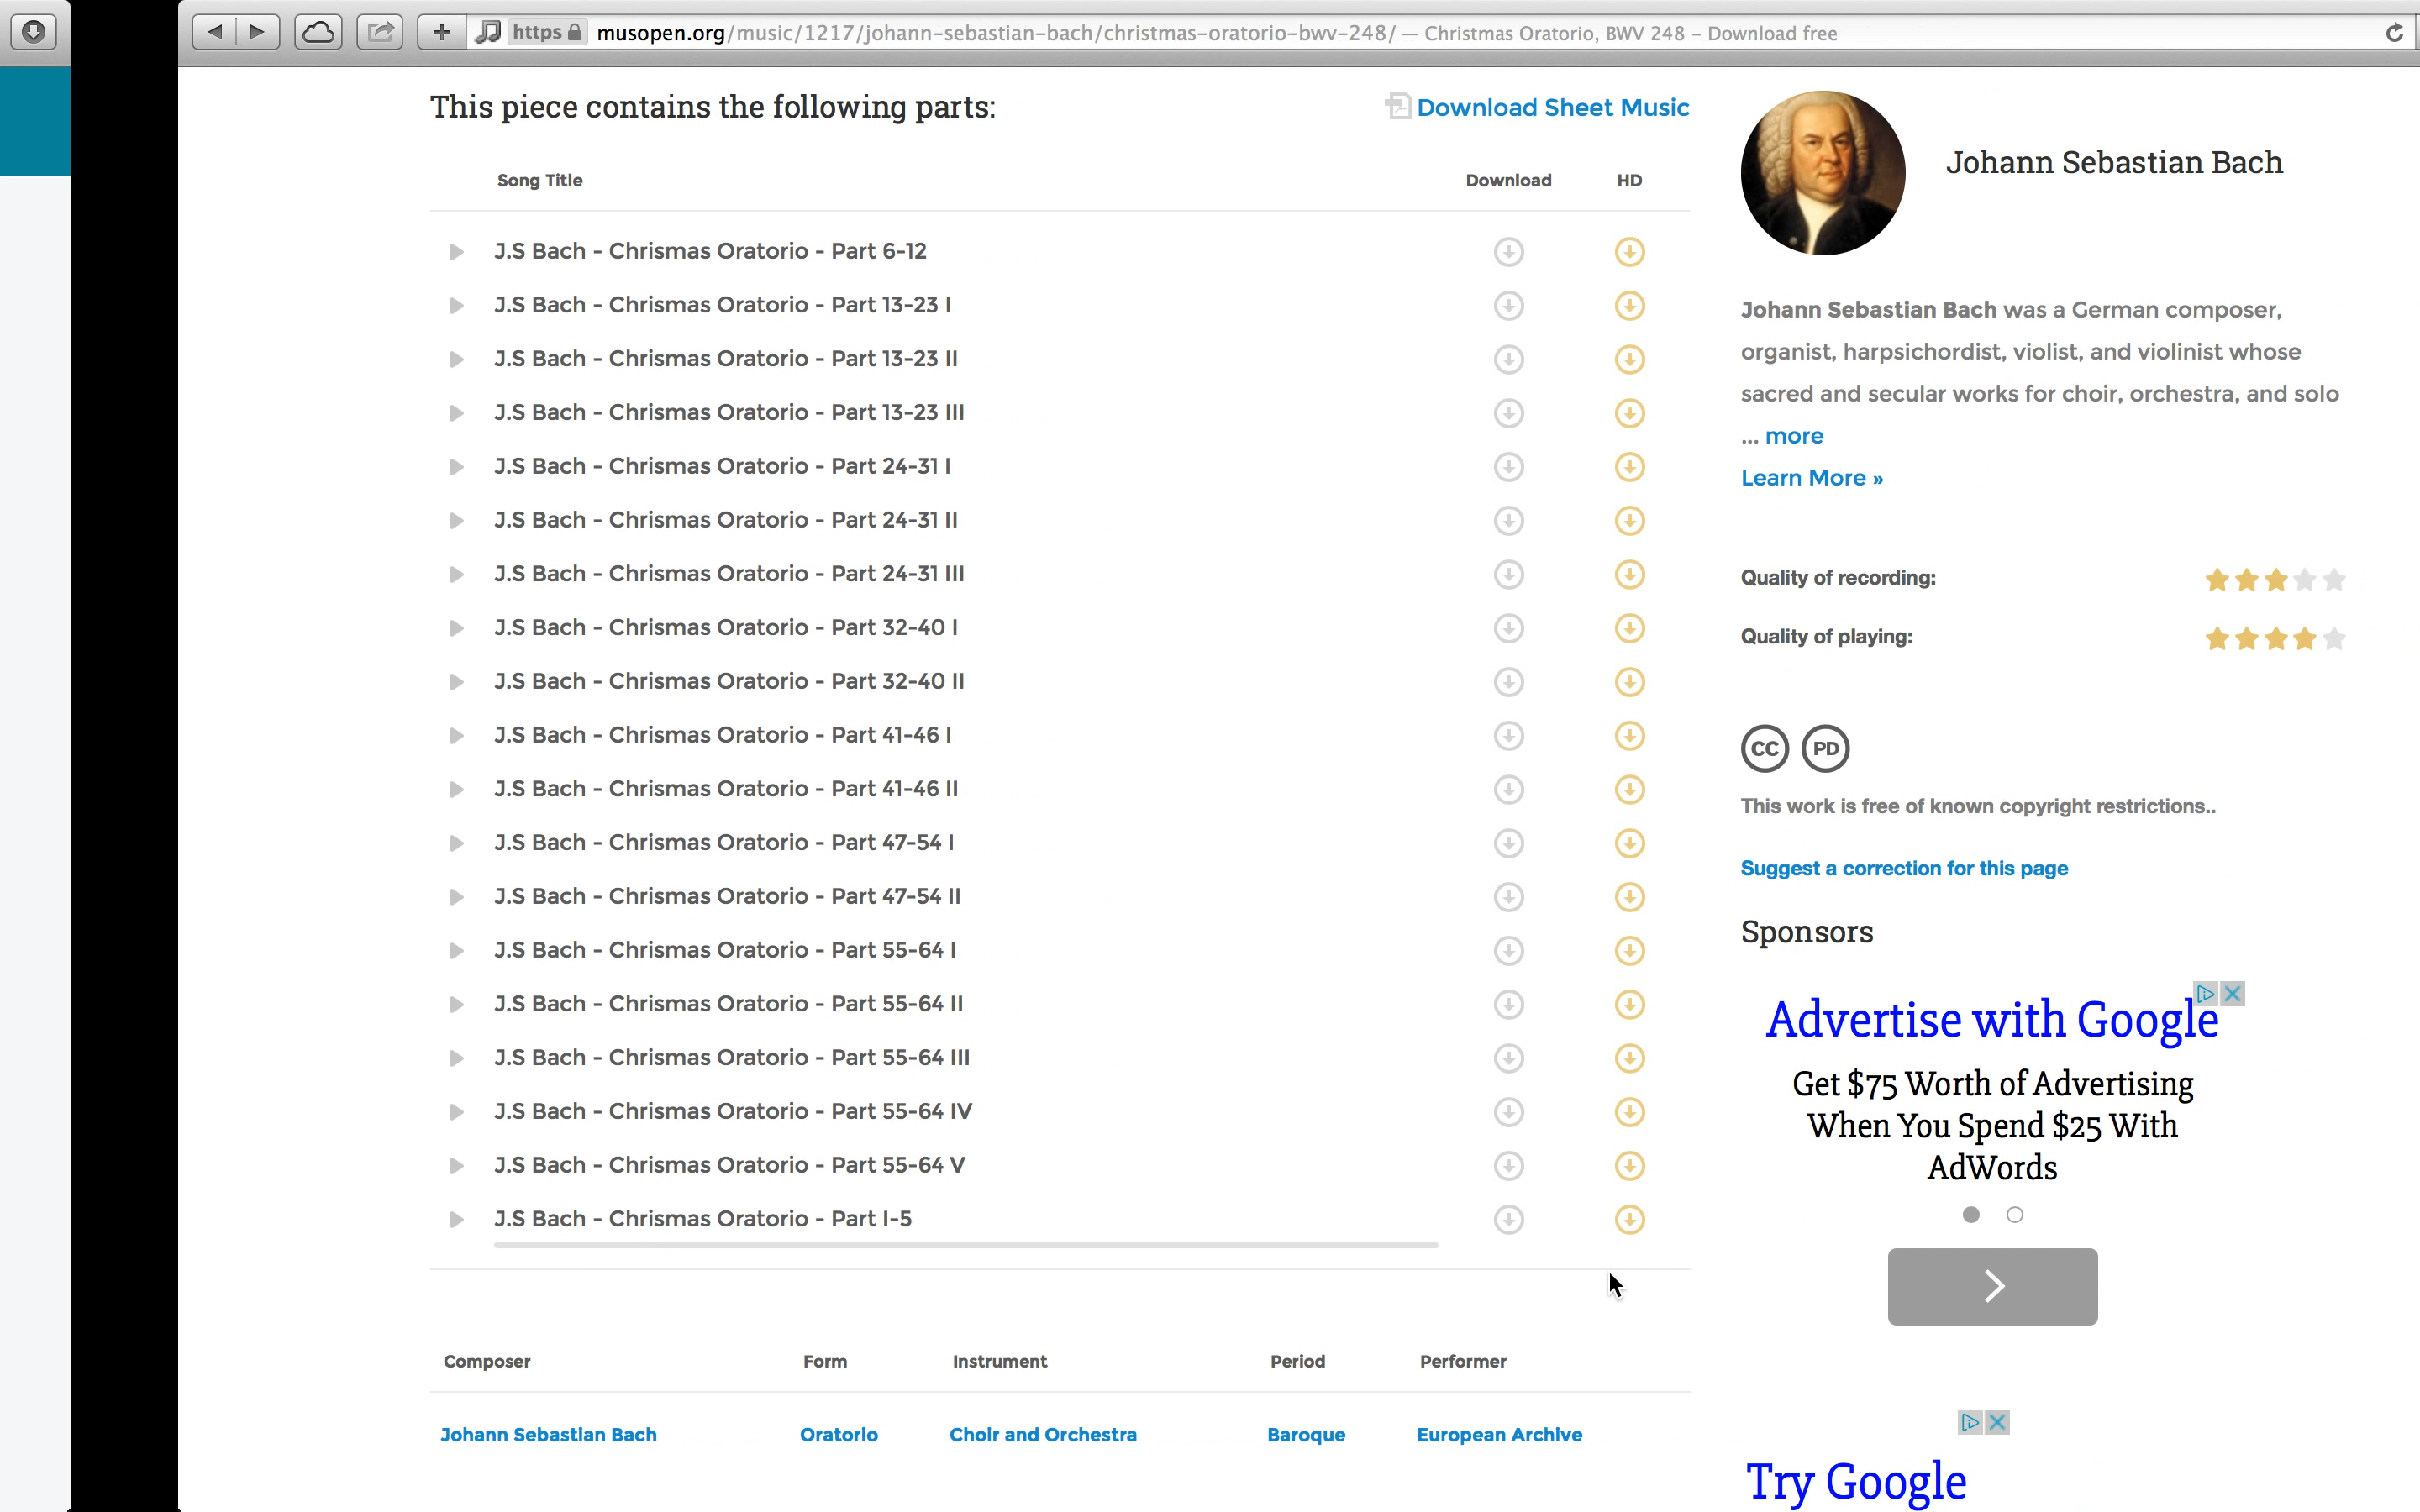 https musopen.org/music/1217/johann-sebastian-bach/christmas-oratorio-bwv-248/ — Christmas Oratorio, BWV 248 – Download free
This piece contains the following parts:
Download Sheet Music
Song Title Download HD
J.S Bach - Chrismas Oratorio - Part 6-12
J.S Bach - Chrismas Oratorio - Part 13-23 I
J.S Bach - Chrismas Oratorio - Part 13-23 II
J.S Bach - Chrismas Oratorio - Part 13-23 III
J.S Bach - Chrismas Oratorio - Part 24-31 I
J.S Bach - Chrismas Oratorio - Part 24-31 II
J.S Bach - Chrismas Oratorio - Part 24-31 III
J.S Bach - Chrismas Oratorio - Part 32-40 I
J.S Bach - Chrismas Oratorio - Part 32-40 II
J.S Bach - Chrismas Oratorio - Part 41-46 I
J.S Bach - Chrismas Oratorio - Part 41-46 II
J.S Bach - Chrismas Oratorio - Part 47-54 I
J.S Bach - Chrismas Oratorio - Part 47-54 II
J.S Bach - Chrismas Oratorio - Part 55-64 I
J.S Bach - Chrismas Oratorio - Part 55-64 II
J.S Bach - Chrismas Oratorio - Part 55-64 III
J.S Bach - Chrismas Oratorio - Part 55-64 IV
J.S Bach - Chrismas Oratorio - Part 55-64 V
J.S Bach - Chrismas Oratorio - Part I-5
Composer Form Instrument Period Performer
Johann Sebastian Bach Oratorio Choir and Orchestra Baroque European Archive
Johann Sebastian Bach
Johann Sebastian Bach was a German composer,
organist, harpsichordist, violist, and violinist whose
sacred and secular works for choir, orchestra, and solo
... more
Learn More »
Quality of recording:
Quality of playing:
CC PD
This work is free of known copyright restrictions..
Suggest a correction for this page
Sponsors
Advertise with Google
Get $75 Worth of Advertising
When You Spend $25 With
AdWords
Try Google